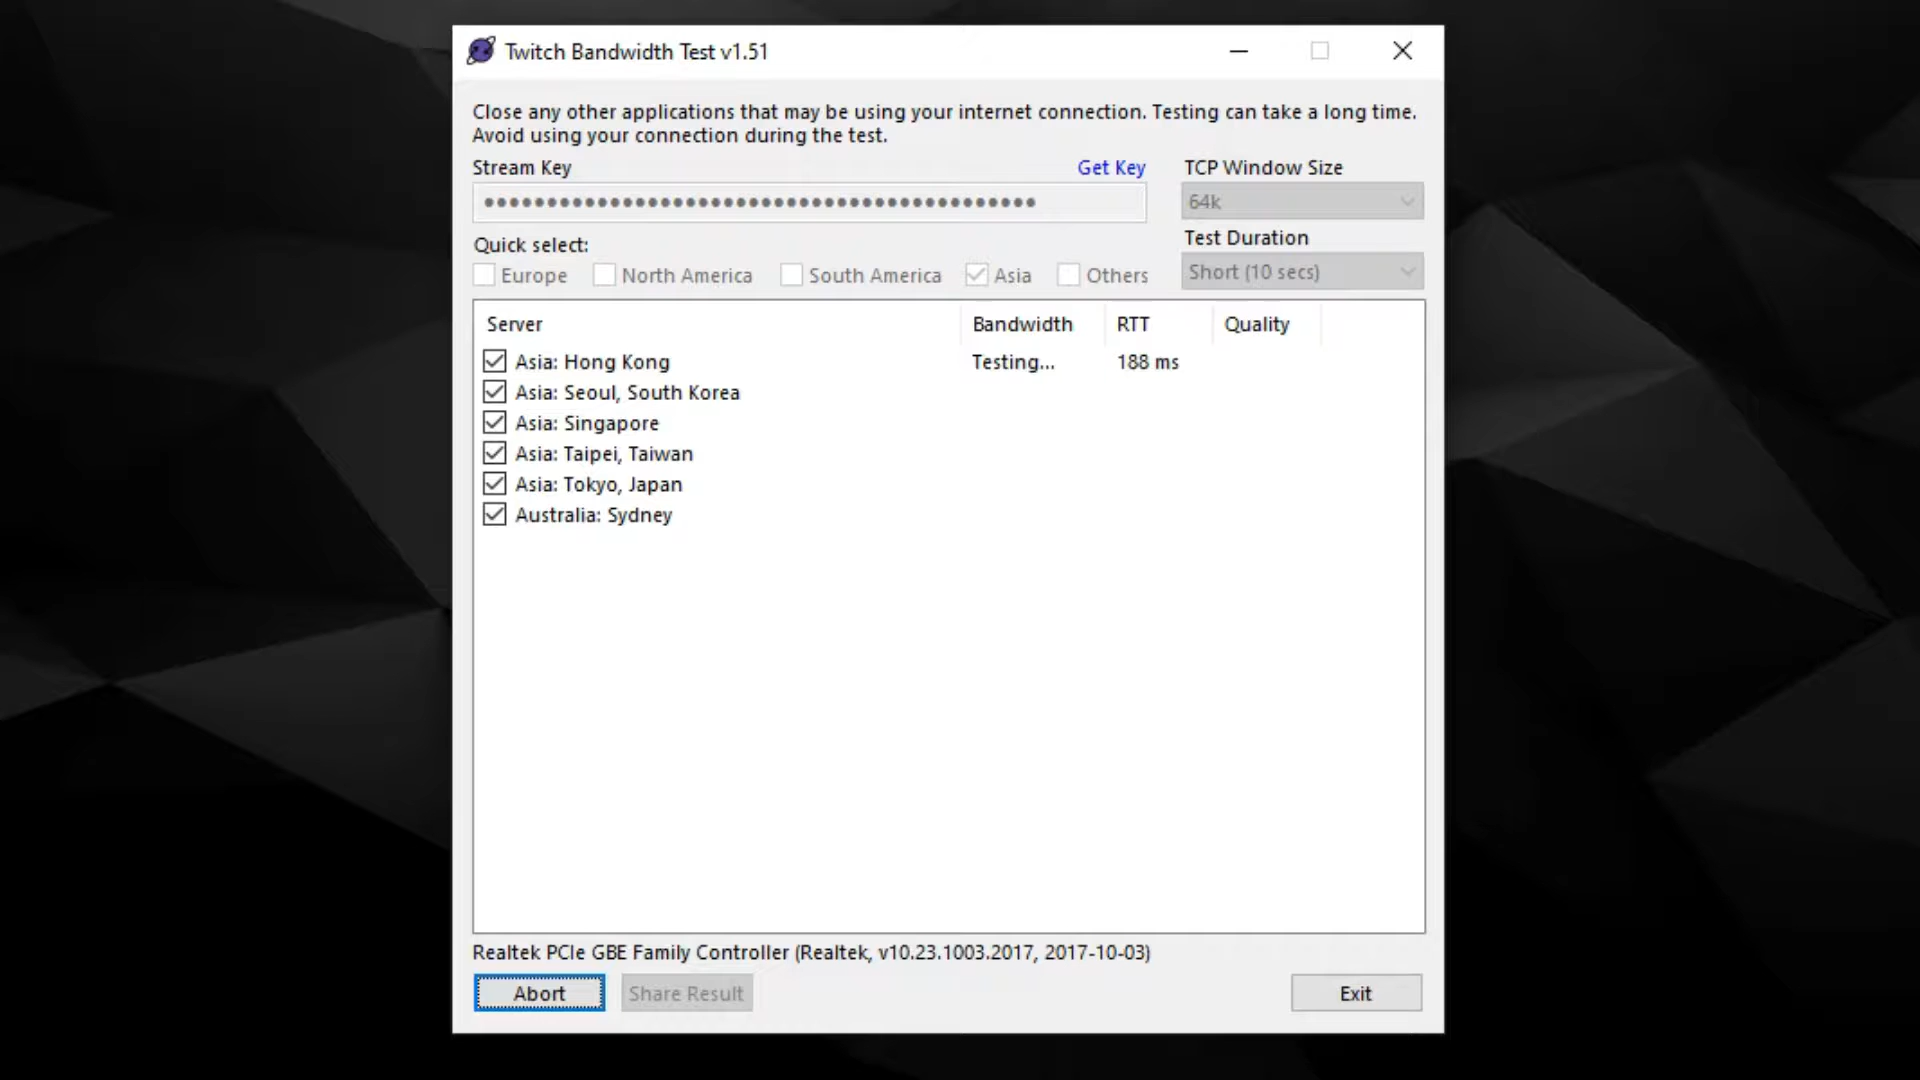 Twitch Bandwidth Test v1.51
Close any other applications that may be using your internet connection. Testing can take a long time.
Avoid using your connection during the test.
Stream Key Get Key TCP Window Size
•••••••••••••••••••••••••••••••••••••••••••• 64k
Quick select: Test Duration
Europe North America South America Asia Others Short (10 secs)
Server Bandwidth RTT Quality
Asia: Hong Kong Testing... 188 ms
Asia: Seoul, South Korea
Asia: Singapore
Asia: Taipei, Taiwan
Asia: Tokyo, Japan
Australia: Sydney
Realtek PCIe GBE Family Controller (Realtek, v10.23.1003.2017, 2017-10-03)
Abort Share Result Exit